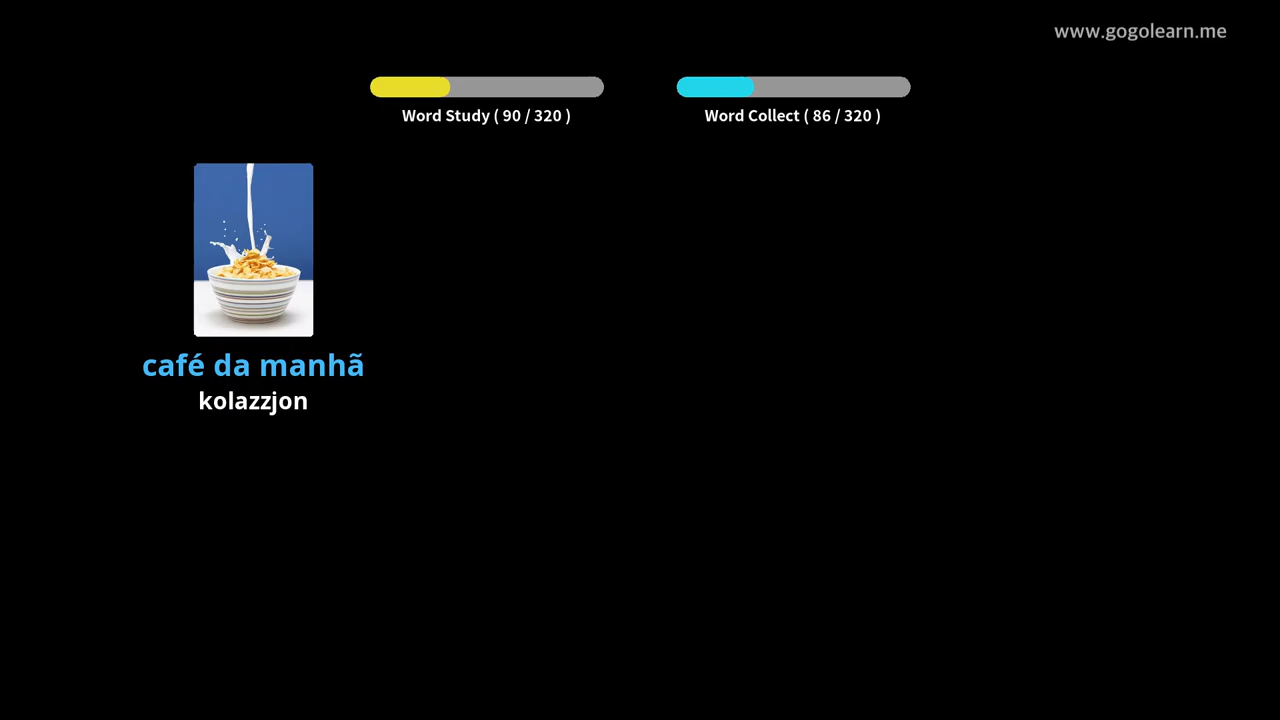 www.gogolearn.me
Word Study ( 90 / 320 )
Word Collect ( 86 / 320 )
café da manhã
kolazzjon